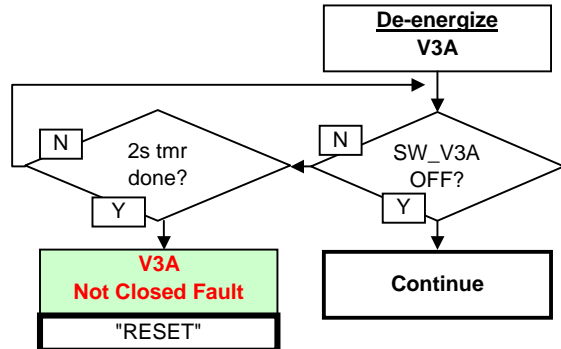 De-energize
V3A
N
2s tmr
done?
Y
N
SW_V3A
OFF?
Y
V3A
Not Closed Fault
"RESET"
Continue